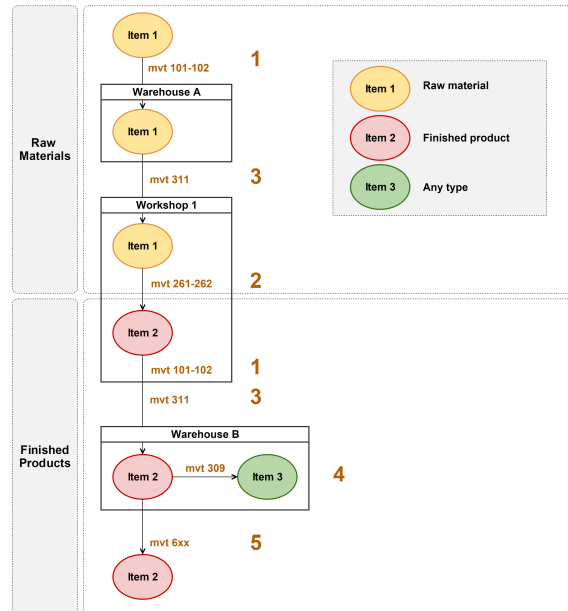 Item 1
mvt 101-102
1
Warehouse A
Item 1
Raw
Materials
mvt 311
3
Workshop 1
Item 1
mvt 261-262
2
Item 1
Raw material
Item 2
Finished product
Item 3
Any type
Item 2
mvt 101-102
1
mvt 311
3
Finished
Products
Warehouse B
Item 2
mvt 309
Item 3
4
mvt 6xx
5
Item 2